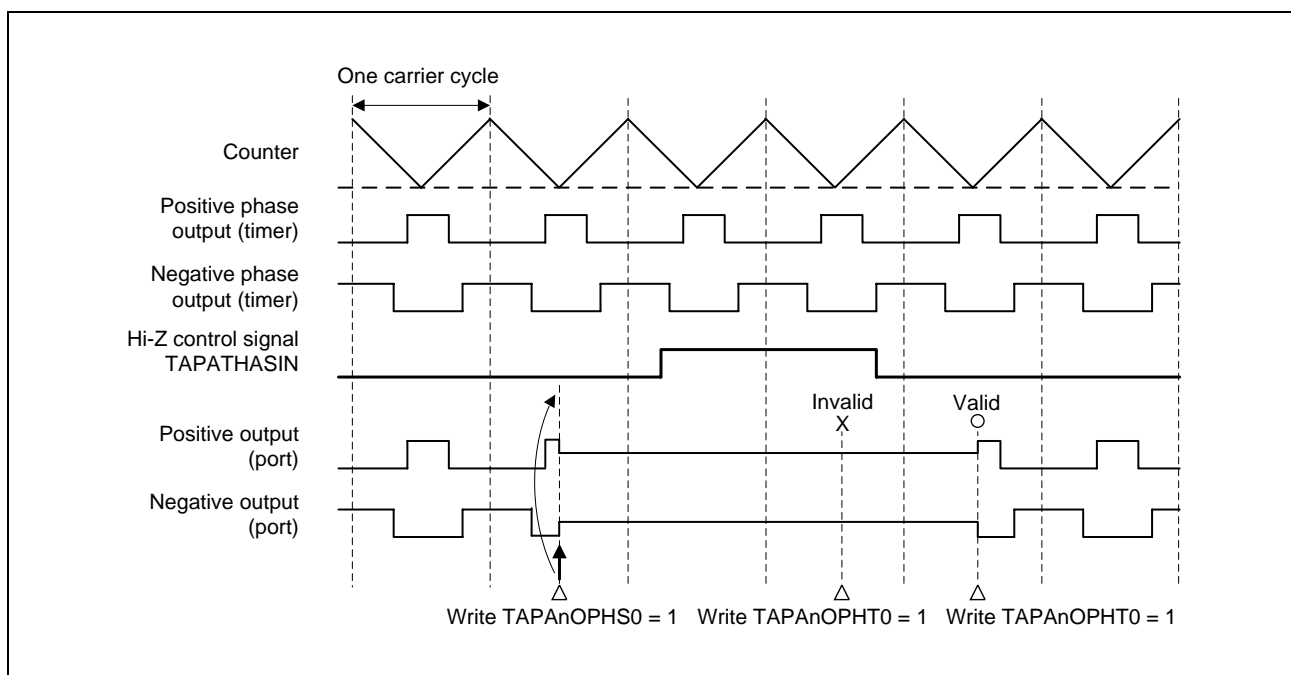 One carrier cycle
Counter
Positive phase
output (timer)
Negative phase
output (timer)
Hi-Z control signal
TAPATHASIN
Invalid
X
Valid
Positive output
(port)
Negative output
(port)
Write TAPAnOPHS0 = 1
Write TAPAnOPHT0 = 1
Write TAPAnOPHT0 = 1